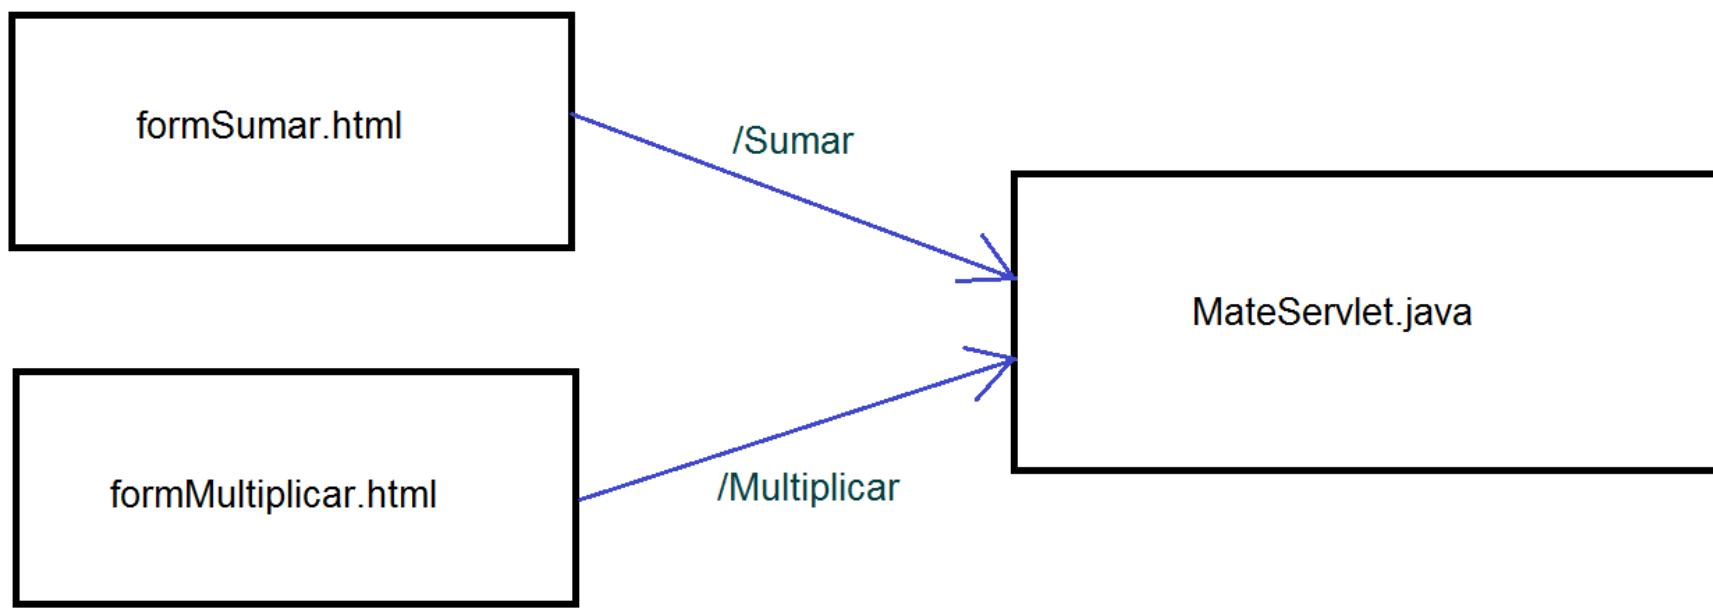 formSumar.html
/Sumar
MateServlet.java
formMultiplicar.html
/Multiplicar